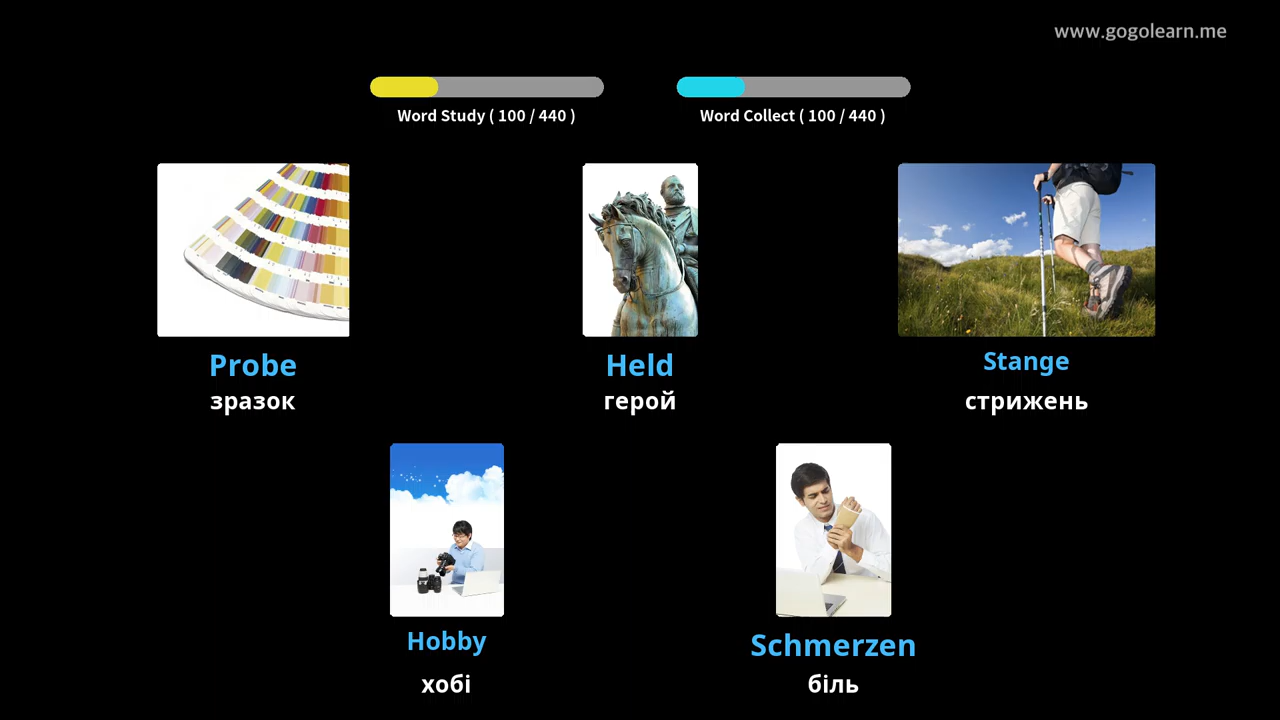 www.gogolearn.me
Word Study ( 100 / 440 )
Word Collect ( 100 / 440 )
Probe
зразок
Held
герой
Stange
стрижень
Hobby
хобі
Schmerzen
біль